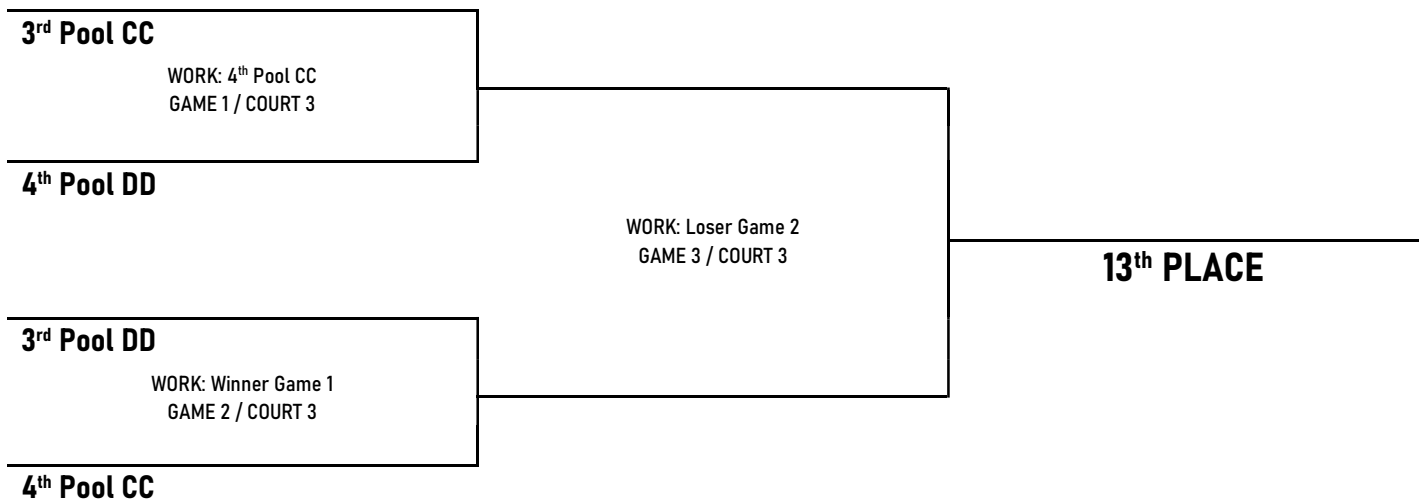 3rd Pool CC
WORK: 4th Pool CC
GAME 1 / COURT 3
4th Pool DD
WORK: Loser Game 2
GAME 3 / COURT 3
13th PLACE
3rd Pool DD
WORK: Winner Game 1
GAME 2 / COURT 3
4th Pool CC